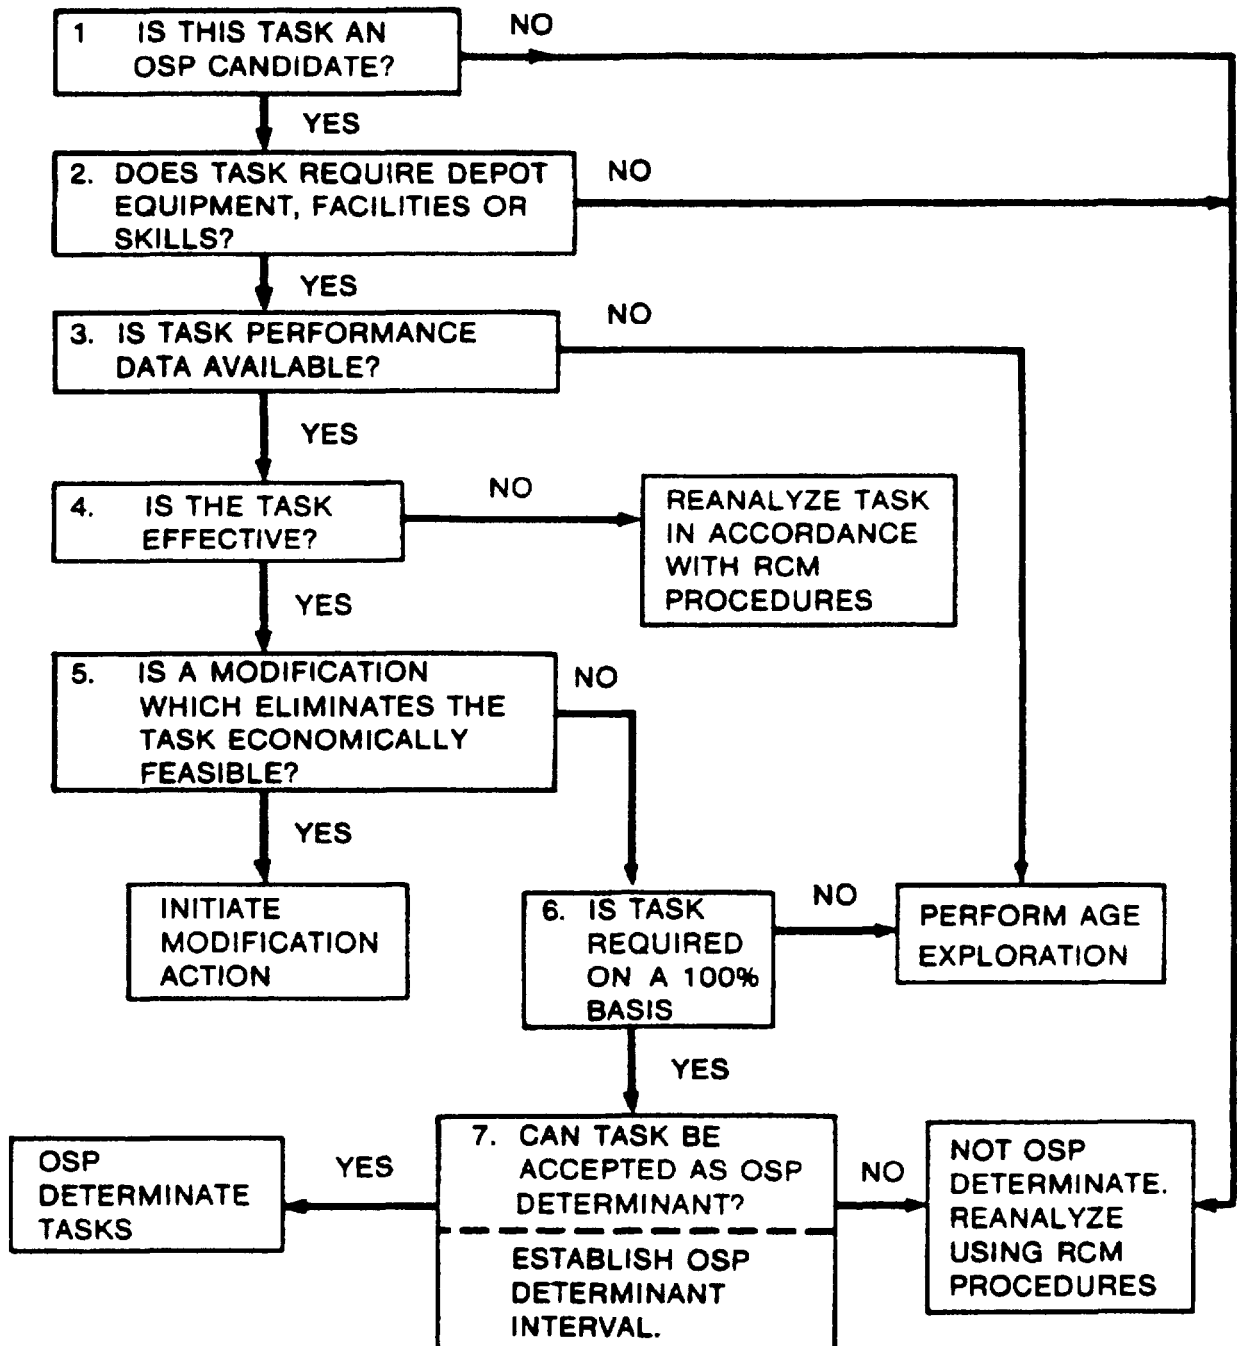 1 IS THIS TASK AN
OSP CANDIDATE?
NO
YES
2. DOES TASK REQUIRE DEPOT
EQUIPMENT, FACILITIES OR
SKILLS?
NO
YES
3. IS TASK PERFORMANCE
DATA AVAILABLE?
NO
YES
4. IS THE TASK
EFFECTIVE?
NO
REANALYZE TASK
IN ACCORDANCE
WITH RCM
PROCEDURES
YES
5. IS A MODIFICATION
WHICH ELIMINATES THE
TASK ECONOMICALLY
FEASIBLE?
NO
YES
INITIATE
MODIFICATION
ACTION
6. IS TASK
REQUIRED
ON A 100%
BASIS
NO
PERFORM AGE
EXPLORATION
YES
7. CAN TASK BE
ACCEPTED AS OSP
DETERMINANT?
ESTABLISH OSP
DETERMINANT
INTERVAL.
YES
OSP
DETERMINATE
TASKS
NO
NOT OSP
DETERMINATE.
REANALYZE
USING RCM
PROCEDURES